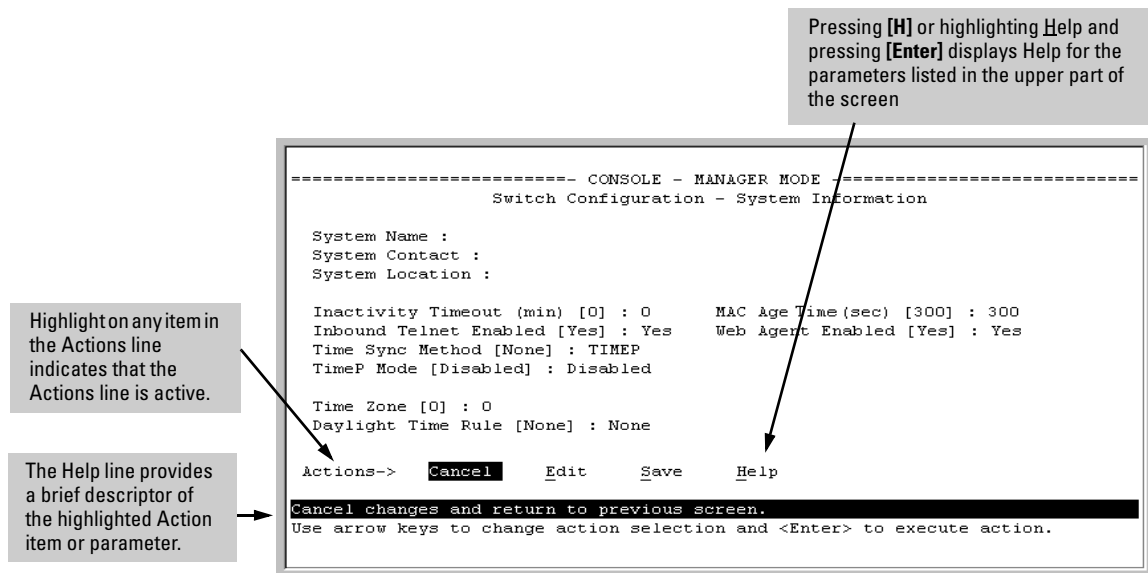 Pressing [H] or highlighting Help and
pressing [Enter] displays Help for the
parameters listed in the upper part of
the screen
===========================- CONSOLE - MANAGER MODE -============================
Switch Configuration - System Information
System Name :
System Contact :
System Location :
Inactivity Timeout (min) [0] : 0 MAC Age Time(sec) [300] : 300
Inbound Telnet Enabled [Yes] : Yes Web Agent Enabled [Yes] : Yes
Time Sync Method [None] : TIMEP
TimeP Mode [Disabled] : Disabled
Time Zone [0] : 0
Daylight Time Rule [None] : None
Actions-> Cancel Edit Save Help
Cancel changes and return to previous screen.
Use arrow keys to change action selection and <Enter> to execute action.
Highlight on any item in
the Actions line
indicates that the
Actions line is active.
The Help line provides
a brief descriptor of
the highlighted Action
item or parameter.